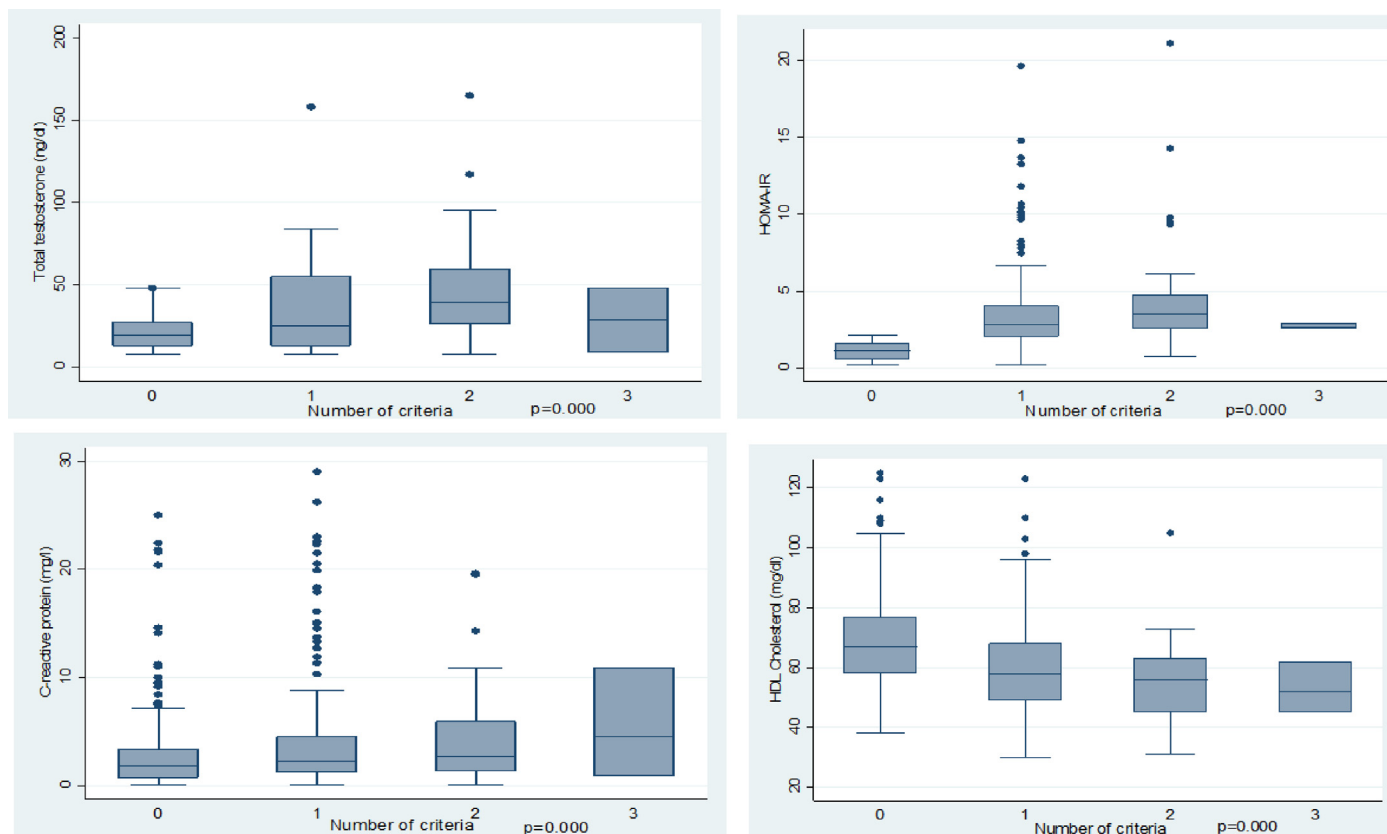 Total testosterone (ng/dl)
200
150
100
50
0
0 1 2 3
Number of criteria p=0.000
HOMA-IR
20
15
10
5
0
0 1 2 3
Number of criteria p=0.000
C-reactive protein (mg/l)
30
20
10
0
0 1 2 3
Number of criteria p=0.000
HDL Cholesterol (mg/dl)
120
100
80
60
40
20
0 1 2 3
Number of criteria p=0.000